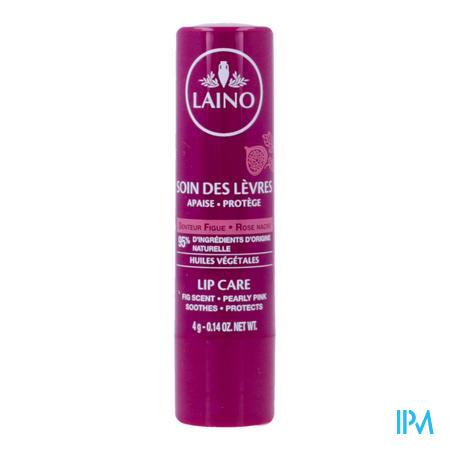 LAINO
SOIN DES LÈVRES
APAISE • PROTÈGE
SENTEUR FIGUE • ROSE NACRÉ
95% D'INGRÉDIENTS D'ORIGINE
NATURELLE
HUILES VÉGÉTALES
LIP CARE
FIG SCENT • PEARLY PINK
SOOTHES • PROTECTS
4 g - 0.14 OZ. NET WT.
IPM